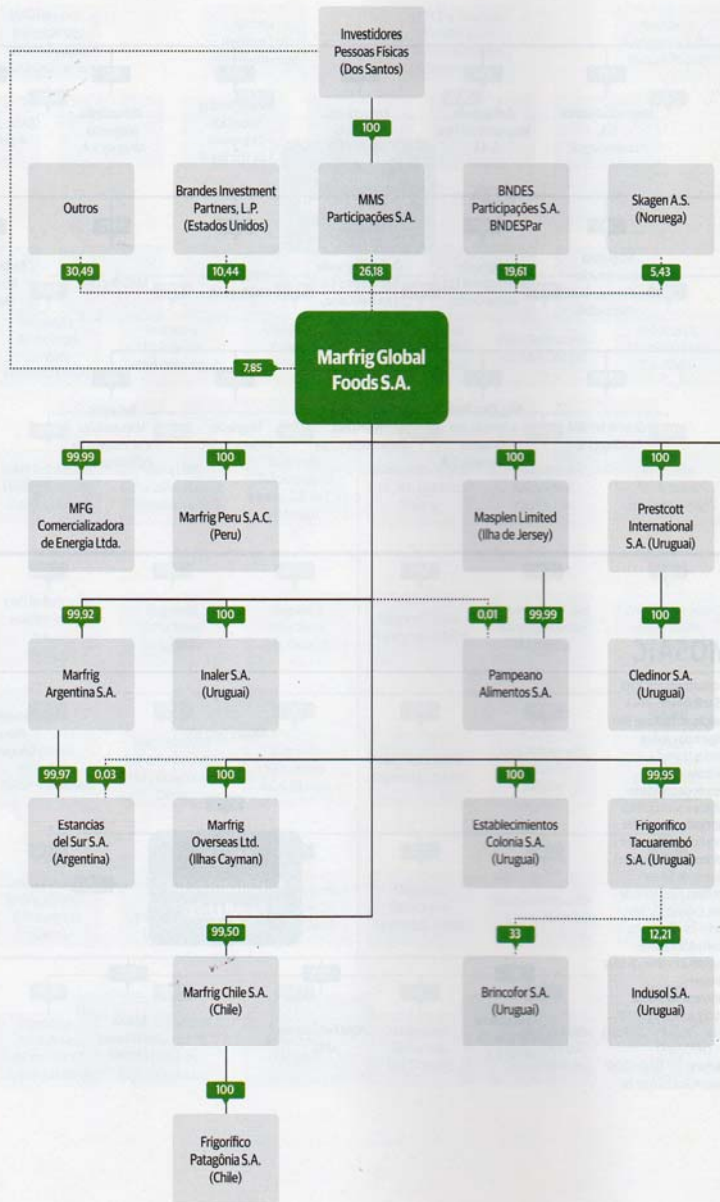 Investidores
Pessoas Físicas
(Dos Santos)
100
Outros
Brandes Investment
Partners, L.P.
(Estados Unidos)
MMS
Participações S.A.
BNDES
Participações S.A.
BNDESPar
Skagen A.S.
(Noruega)
30,49
10,44
26,18
19,61
5,43
Marfrig Global
Foods S.A.
7,85
99,99
100
100
100
MFG
Comercializadora
de Energia Ltda.
Marfrig Peru S.A.C.
(Peru)
Masplen Limited
(Ilha de Jersey)
Prestcott
International
S.A. (Uruguai)
99,92
100
0,01
99,99
100
Marfrig
Argentina S.A.
Inaler S.A.
(Uruguai)
Pampeano
Alimentos S.A.
Cledinor S.A.
(Uruguai)
99,97
0,03
100
100
99,95
Estancias
del Sur S.A.
(Argentina)
Marfrig
Overseas Ltd.
(Ilhas Cayman)
Establecimientos
Colonia S.A.
(Uruguai)
Frigorífico
Tacuarembó
S.A. (Uruguai)
99,50
33
12,21
Marfrig Chile S.A.
(Chile)
Brincofor S.A.
(Uruguai)
Indusol S.A.
(Uruguai)
100
Frigorífico
Patagônia S.A.
(Chile)